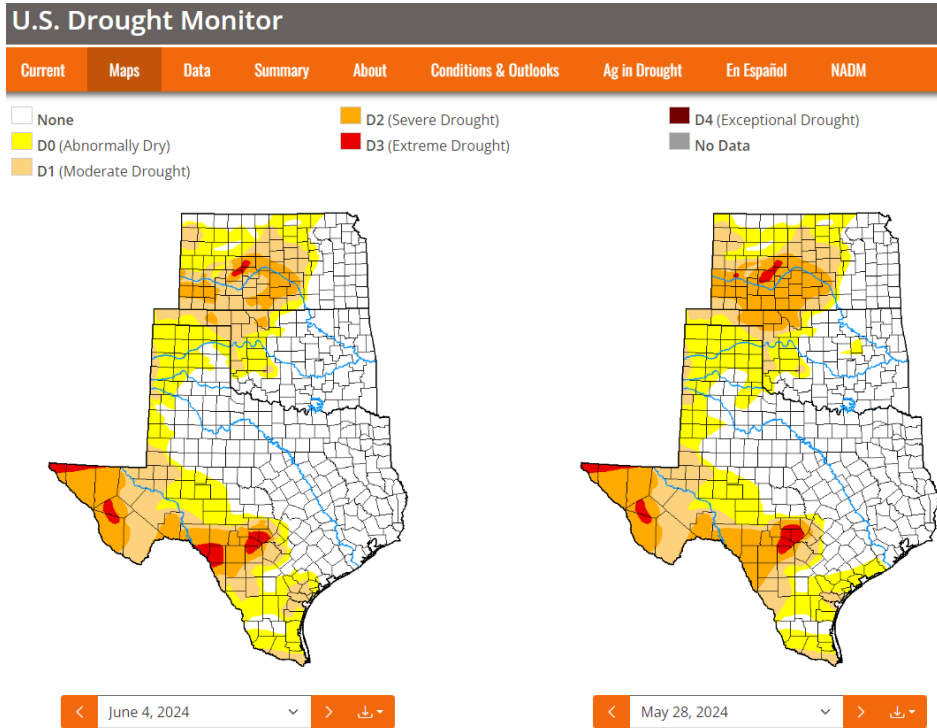 U.S. Drought Monitor
Current Maps Data Summary About Conditions & Outlooks Ag in Drought En Español NADM
None D2 (Severe Drought) D4 (Exceptional Drought)
D0 (Abnormally Dry) D3 (Extreme Drought) No Data
D1 (Moderate Drought)
June 4, 2024 May 28, 2024